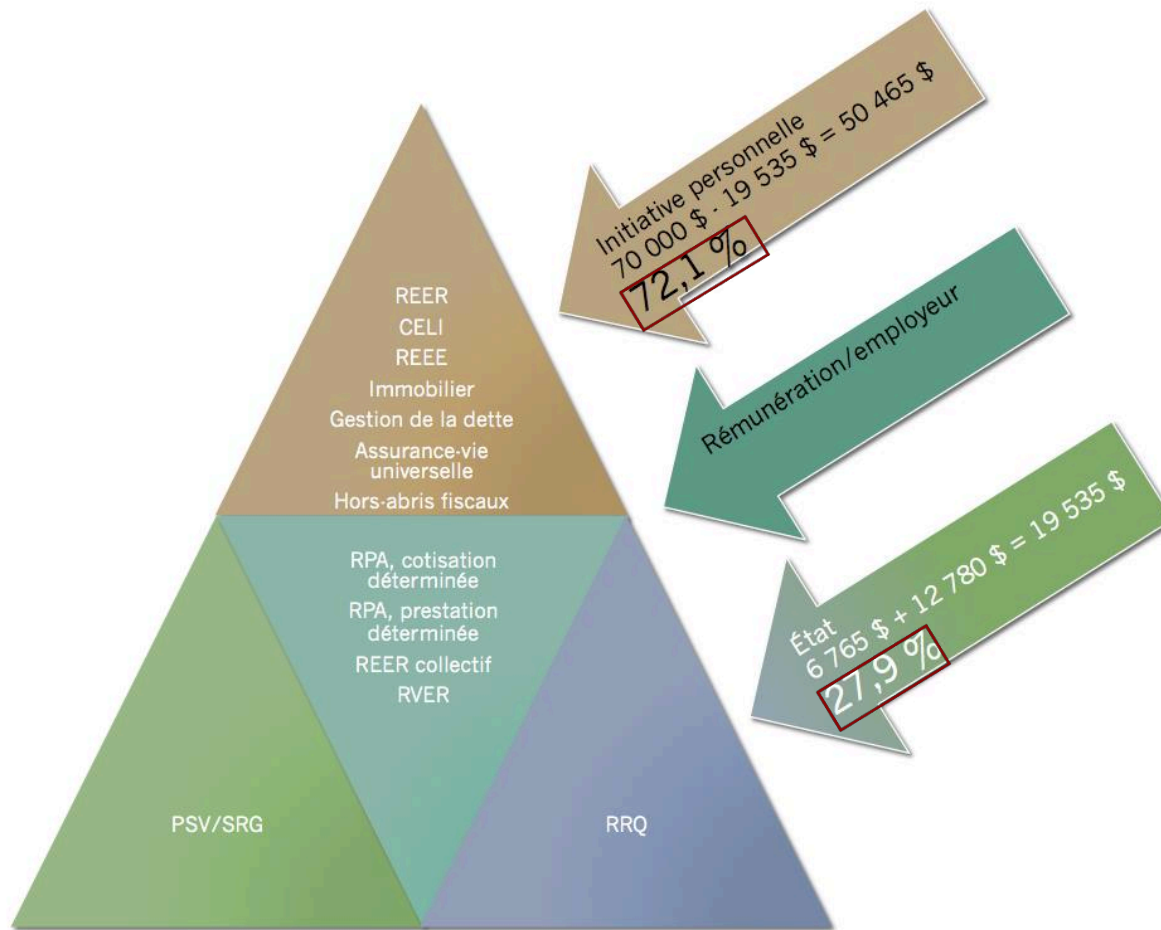 Initiative personnelle
70 000 $ - 19 535 $ = 50 465 $
72,1 %
REER
CELI
REEE
Immobilier
Gestion de la dette
Assurance-vie
universelle
Hors-abris fiscaux
Rémunération/employeur
RPA, cotisation
déterminée
RPA, prestation
déterminée
REER collectif
RVER
État
6 765 $ + 12 780 $ = 19 535 $
27,9 %
PSV/SRG
RRQ